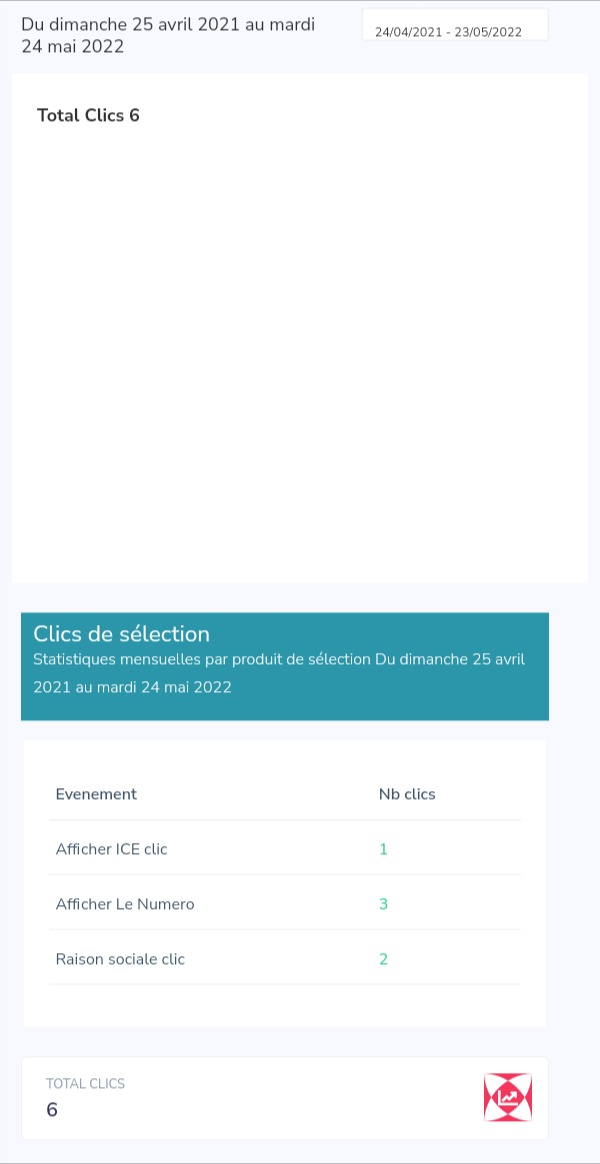 Du dimanche 25 avril 2021 au mardi
24 mai 2022
24/04/2021 - 23/05/2022
Total Clics 6
Clics de sélection
Statistiques mensuelles par produit de sélection Du dimanche 25 avril
2021 au mardi 24 mai 2022
Evenement Nb clics
Afficher ICE clic 1
Afficher Le Numero 3
Raison sociale clic 2
TOTAL CLICS
6